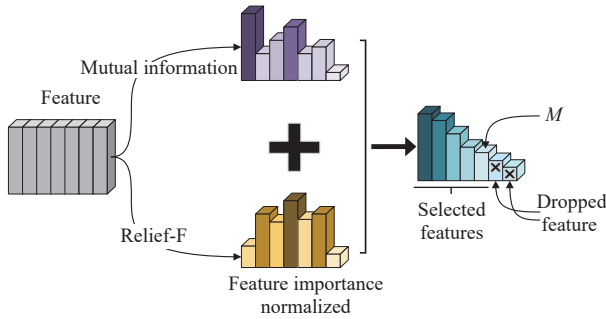 Mutual information
Feature
M
Relief-F
Selected
features
Dropped
feature
Feature importance
normalized